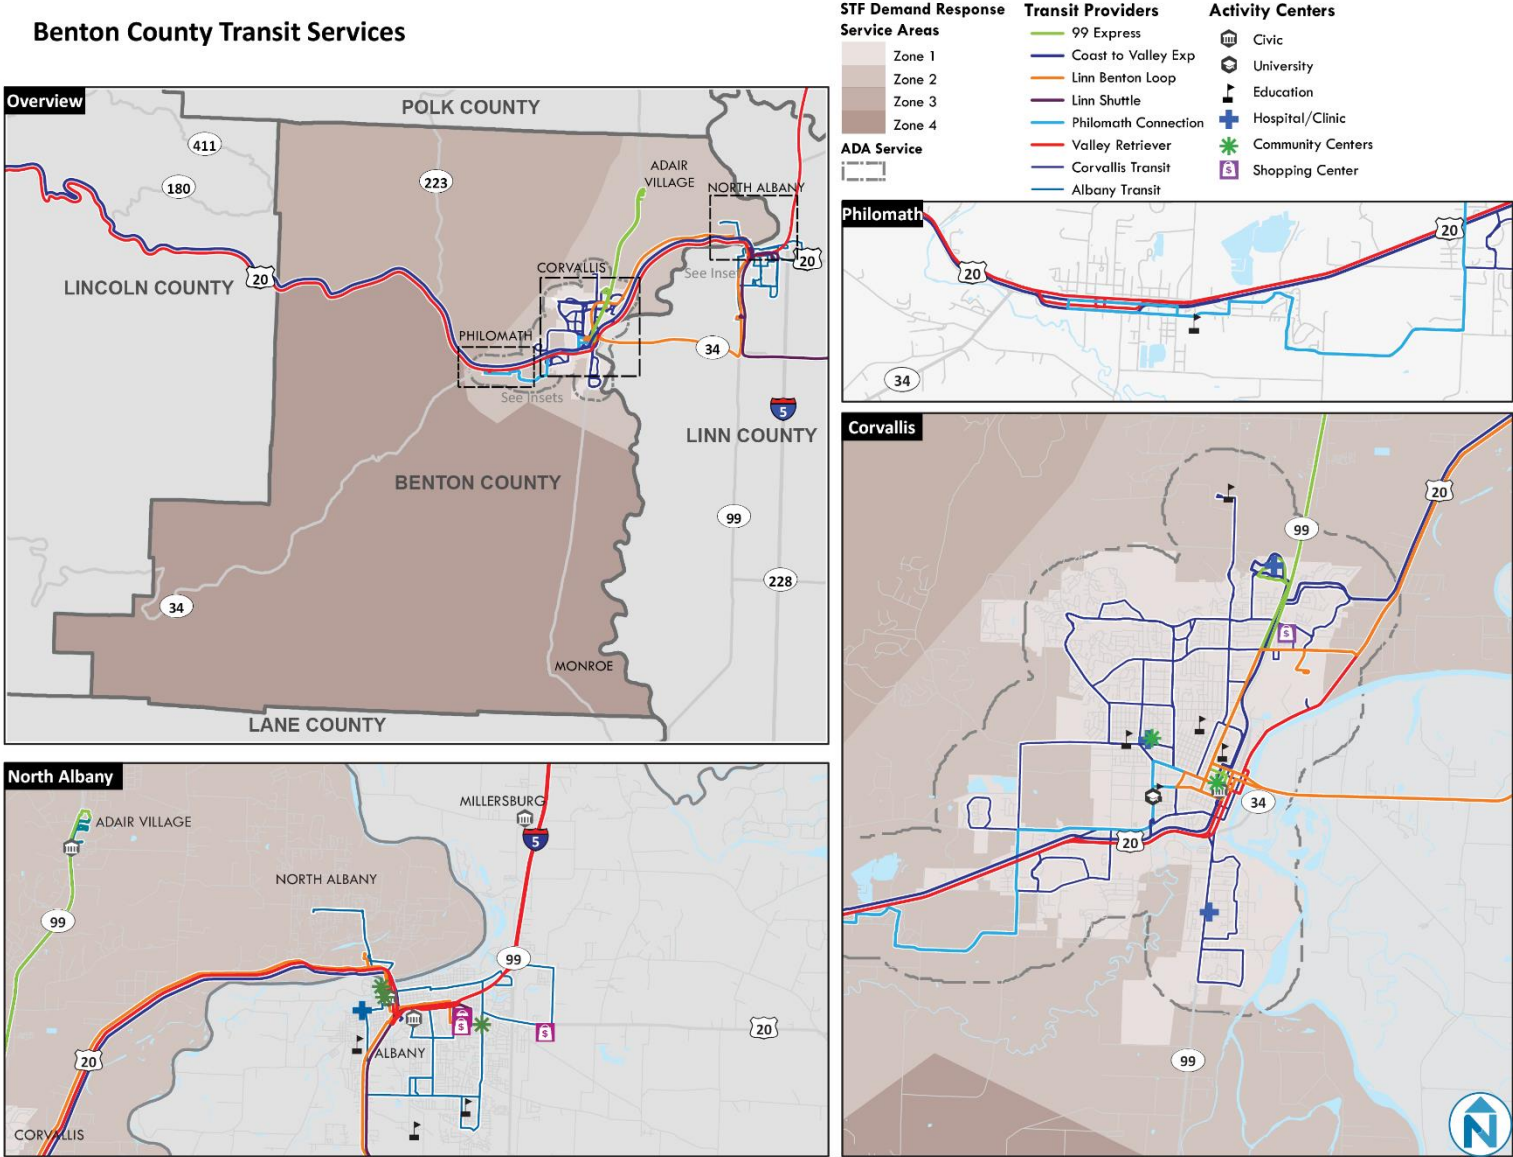 Benton County Transit Services
STF Demand Response
Service Areas
Zone 1
Zone 2
Zone 3
Zone 4
ADA Service
Transit Providers
99 Express
Coast to Valley Exp
Linn Benton Loop
Linn Shuttle
Philomath Connection
Valley Retriever
Corvallis Transit
Albany Transit
Activity Centers
Civic
University
Education
Hospital/Clinic
Community Centers
Shopping Center
Overview
POLK COUNTY
411
180
223
ADAIR
VILLAGE
NORTH ALBANY
20
CORVALLIS
See Inset
20
LINCOLN COUNTY
PHILOMATH
34
See Insets
5
LINN COUNTY
BENTON COUNTY
99
228
34
MONROE
LANE COUNTY
Philomath
20
20
34
Corvallis
20
99
34
20
99
N
North Albany
MILLERSBURG
ADAIR VILLAGE
5
NORTH ALBANY
99
99
20
ALBANY
20
CORVALLIS